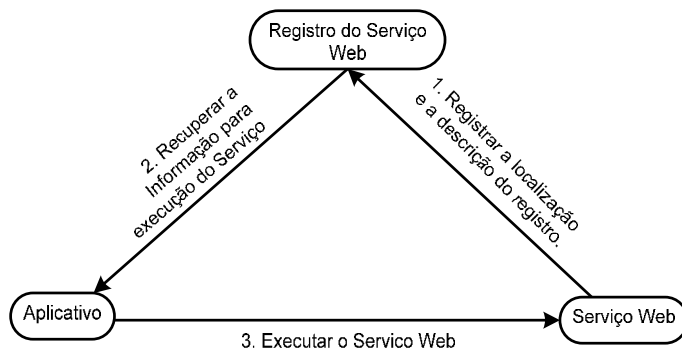 Registro do Serviço
Web
1. Registrar a localização
e a descrição do registro.
2. Recuperar a
Informação para
execução do Serviço
Aplicativo
Serviço Web
3. Executar o Servico Web